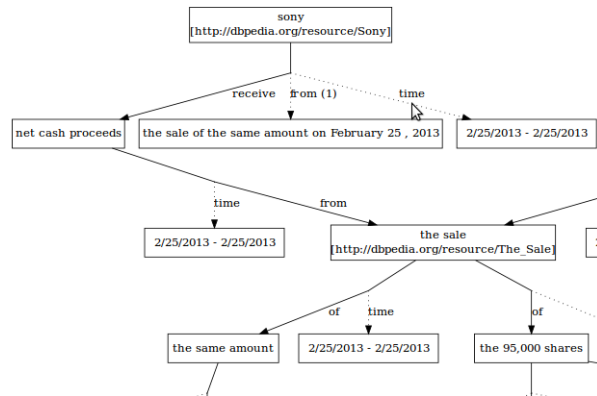 sony
[http://dbpedia.org/resource/Sony]
receive
from (1)
time
net cash proceeds
the sale of the same amount on February 25 , 2013
2/25/2013 - 2/25/2013
time
from
2/25/2013 - 2/25/2013
the sale
[http://dbpedia.org/resource/The_Sale]
of
time
of
the same amount
2/25/2013 - 2/25/2013
the 95,000 shares